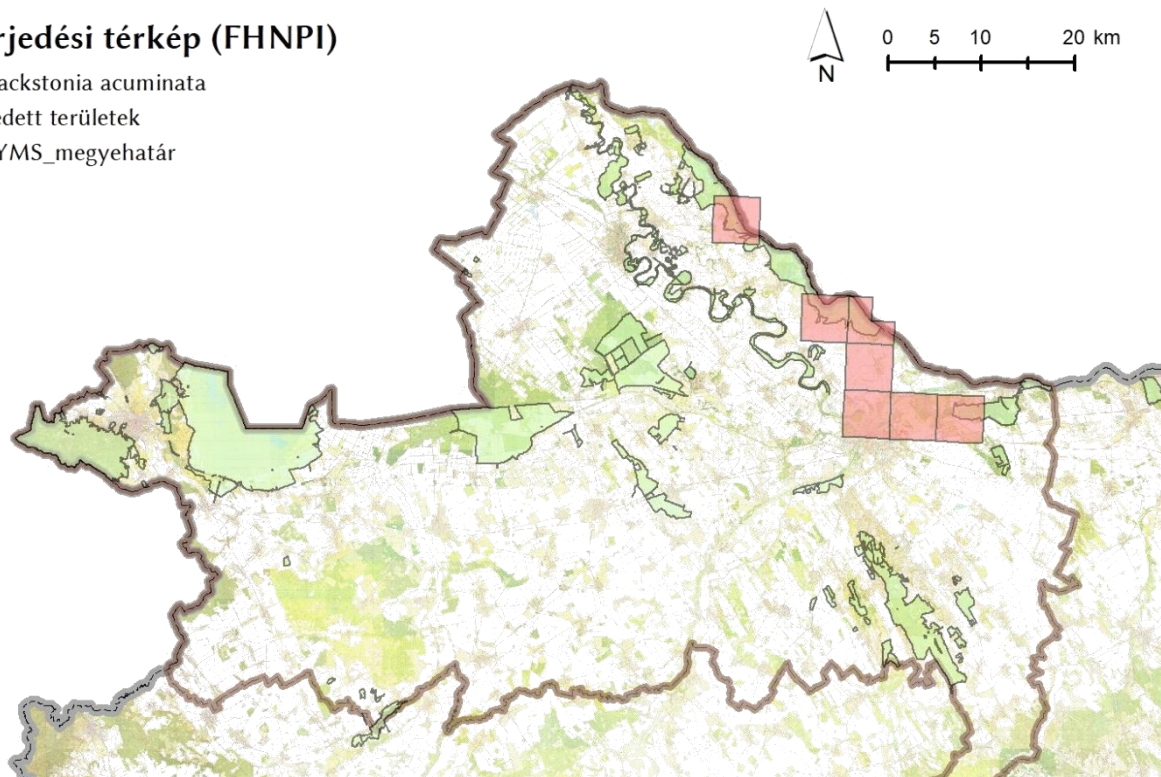 rjedési térkép (FHNPI)
ackstonia acuminata
edett területek
YMS_megyehatár
N
0 5 10 20 km